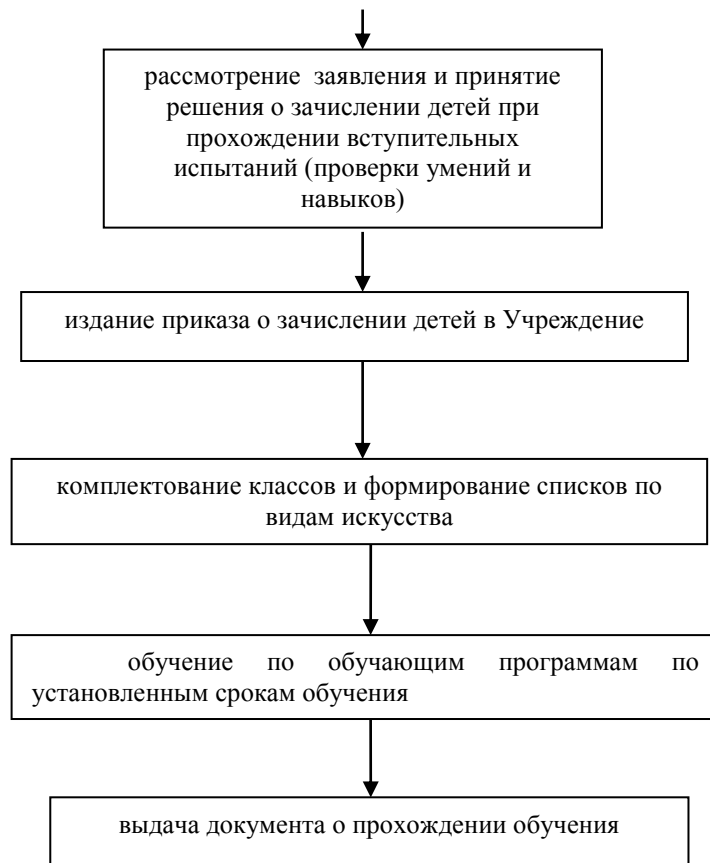 рассмотрение заявления и принятие
решения о зачислении детей при
прохождении вступительных
испытаний (проверки умений и
навыков)
издание приказа о зачислении детей в Учреждение
комплектование классов и формирование списков по
видам искусства
обучение по обучающим программам по
установленным срокам обучения
выдача документа о прохождении обучения